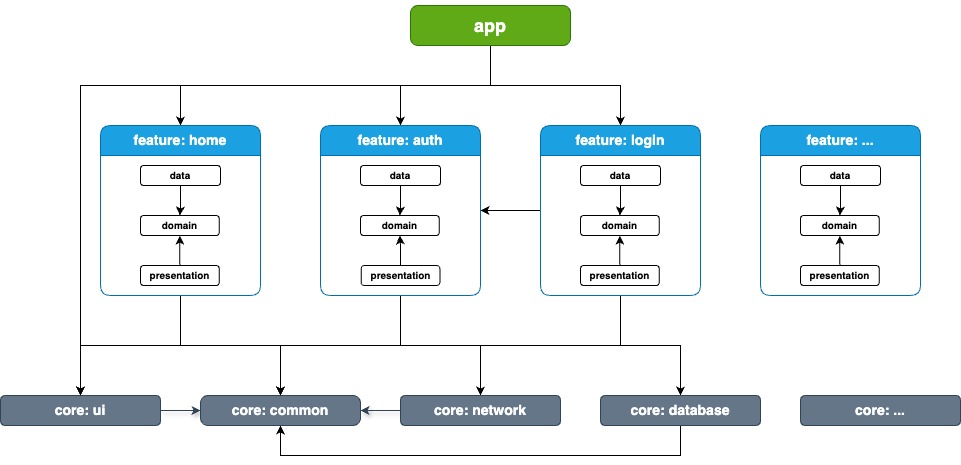 app
feature: home
feature: auth
feature: login
feature: ...
data
data
data
data
domain
domain
domain
domain
presentation
presentation
presentation
presentation
core: ui
core: common
core: network
core: database
core: ...